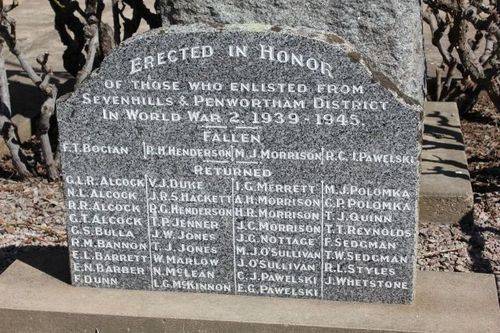 ERECTED IN HONOR
OF THOSE WHO ENLISTED FROM
SEVENHILLS & PENWORTHAM DISTRICT
IN WORLD WAR 2. 1939-1945.
FALLEN
F.T. BOCIAN R.H. HENDERSON M.J. MORRISON R.C.J. PAWELSKI
RETURNED
G.L.R. ALCOCK V.J. DUKE I.G. MERRETT M.J. POLOMKA
N.L. ALCOCK J.R.S. HACKETT A.H. MORRISON C.P. POLOMKA
R.R. ALCOCK R.G. HENDERSON H.R. MORRISON T.J. QUINN
G.T. ALCOCK P. JENNER J.C. MORRISON T.T. REYNOLDS
G.S. BULLA J.W. JONES J.G. NOTTAGE F. SEDGMAN
R.M. BANNON T.J. JONES M.J. O'SULLIVAN T.W. SEDGMAN
E.L. BARRETT W. MARLOW J. O'SULLIVAN R.L. STYLES
E.N. BARBER N. MCLEAN C.J. PAWELSKI J. WHETSTONE
F. DUNN L.G. MCKINNON E.G. PAWELSKI